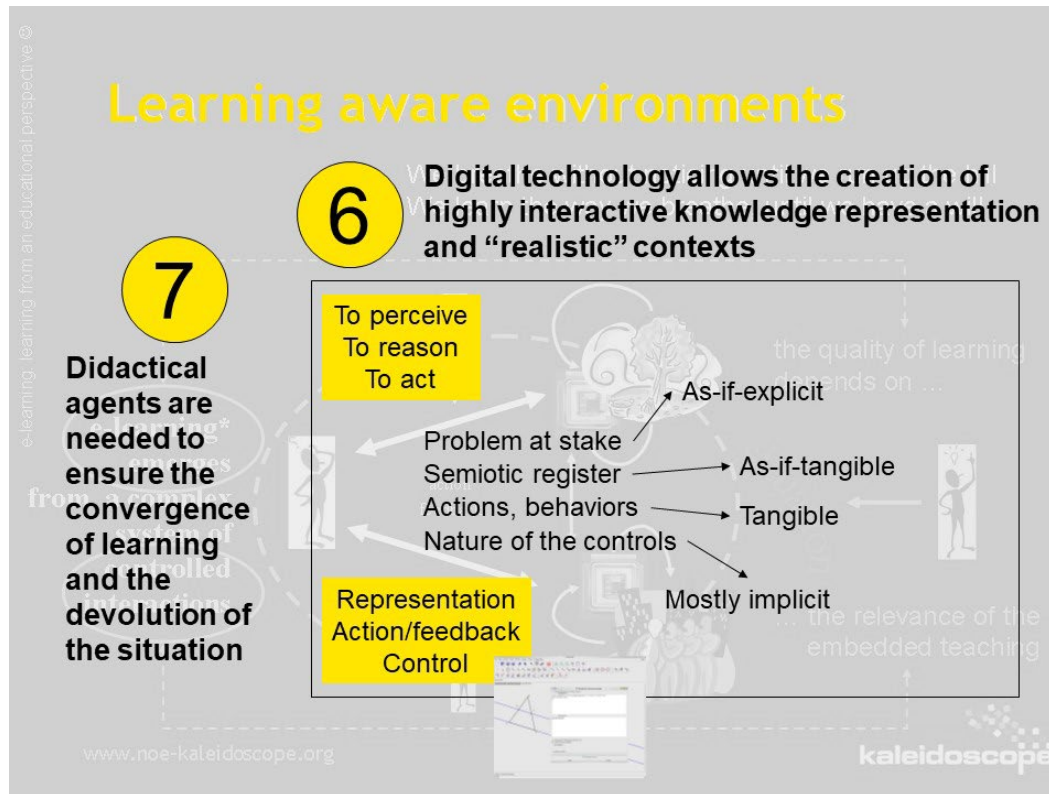 e-learning, learning from an educational perspective ☺
Learning aware environments
6
Digital technology allows the creation of
highly interactive knowledge representation
and “realistic” contexts
7
Didactical
agents are
needed to
ensure the
convergence
of learning
and the
devolution of
the situation
To perceive
To reason
To act
As-if-explicit
Problem at stake
Semiotic register
As-if-tangible
Actions, behaviors
Tangible
Nature of the controls
Mostly implicit
Representation
Action/feedback
Control
the quality of learning
depends on ...
e-learning*
emerges
from a complex
system of
controlled
interactions
action
... the relevance of the
embedded teaching
www.noe-kaleidoscope.org
kaleidoscope